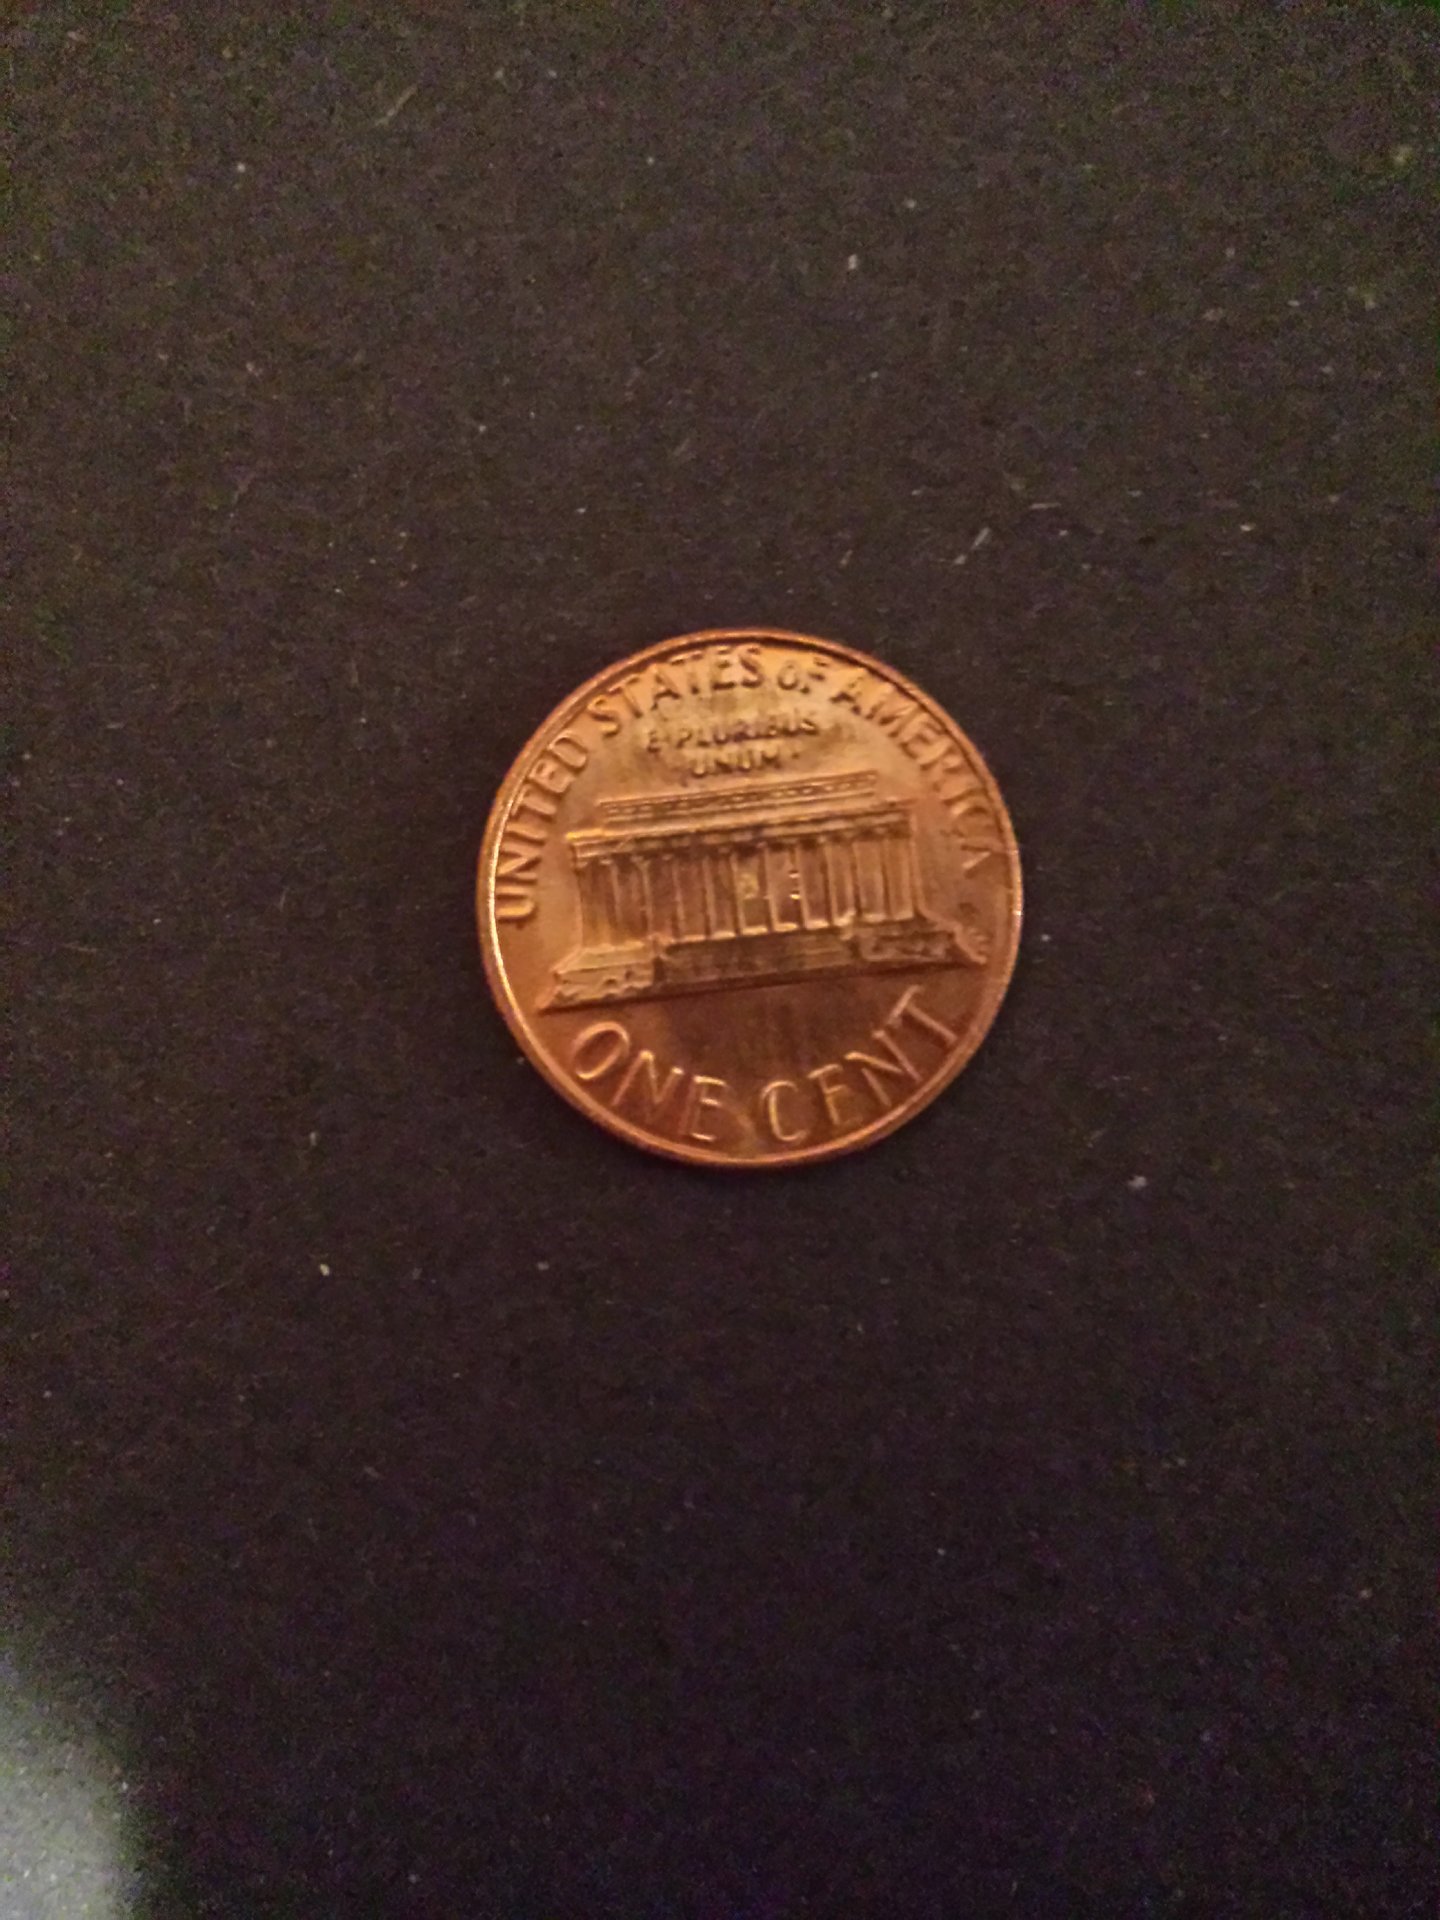 UNITED STATES OF AMERICA
E·PLURIBUS
UNUM·
ONE CENT